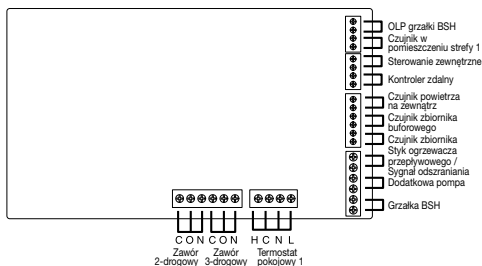 OLP grzałki BSH
Czujnik w
pomieszczeniu strefy 1
Sterowanie zewnętrzne
Kontroler zdalny
Czujnik powietrza
na zewnątrz
Czujnik zbiornika
buforowego
Czujnik zbiornika
Styk ogrzewacza
przepływowego /
Sygnał odszraniania
Dodatkowa pompa
Grzałka BSH
C O N C O N H C N L
Zawór
2-drogowy
Zawór
3-drogowy
Termostat
pokojowy 1